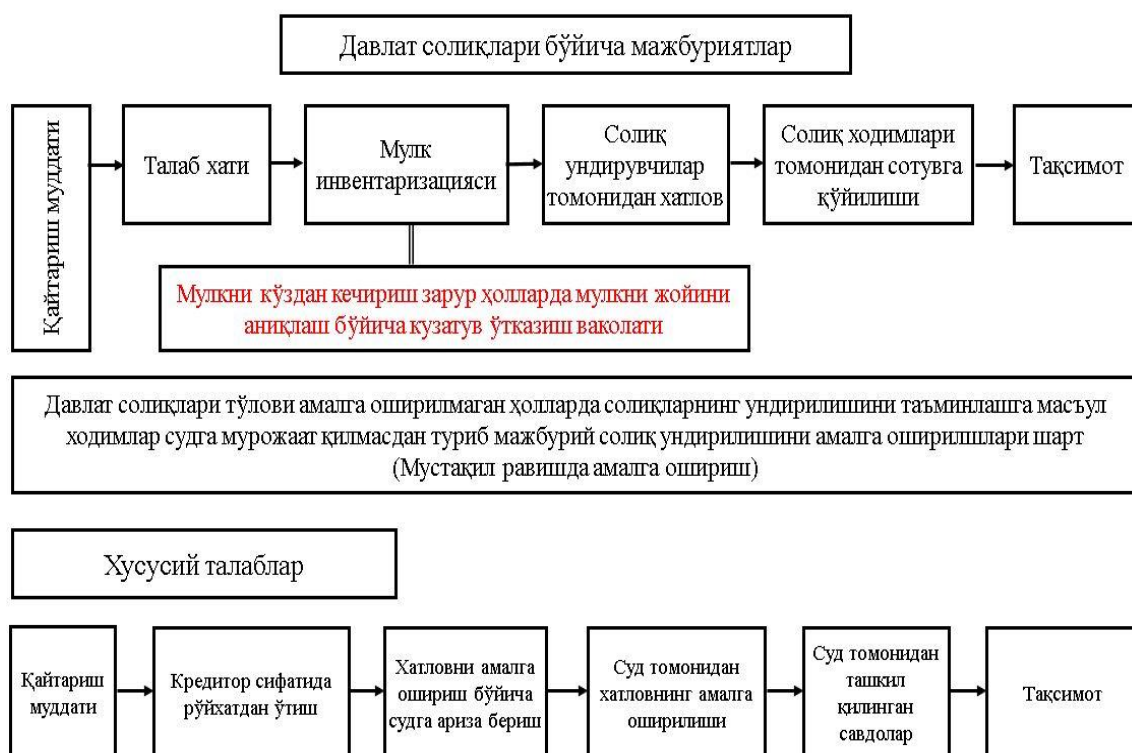 Давлат солиқлари бўйича мажбуриятлар
Қайтариш муддати
Талаб хати
Мулк
инвентаризацияси
Солиқ
ундирувчилар
томонидан хатлов
Солиқ ходимлари
томонидан сотувга
қўйилиши
Тақсимот
Мулкни кўздан кечириш зарур ҳолларда мулкни жойини
аниқлаш бўйича кузатув ўтказиш ваколати
Давлат солиқлари тўлови амалга оширилмаган ҳолларда солиқларнинг ундирилишини таъминлашга масъул
ходимлар судга мурожаат қилмасдан туриб мажбурий солиқ ундирилишини амалга оширилшлари шарт
(Мустақил равишда амалга ошириш)
Хусусий талаблар
Қайтариш
муддати
Кредитор сифатида
рўйхатдан ўтиш
Хатловни амалга
ошириш бўйича
судга ариза бериш
Суд томонидан
хатловнинг амалга
оширилиши
Суд томонидан
ташкил
қилинган
савдолар
Тақсимот